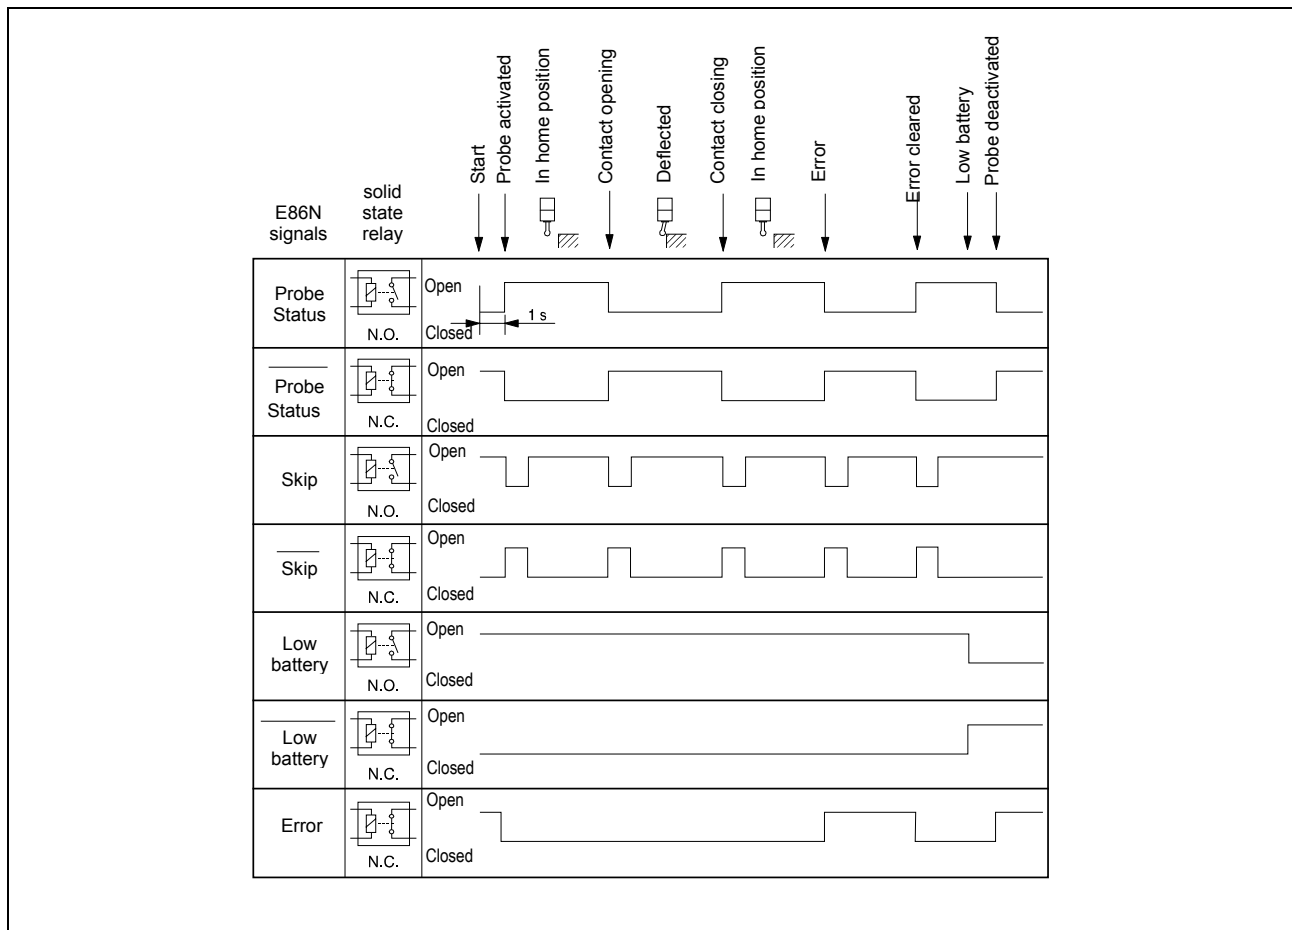 Start
Probe activated
In home position
Contact opening
Deflected
Contact closing
In home position
Error
Error cleared
Low battery
Probe deactivated
E86N
signals
solid
state
relay
Probe
Status
N.O.
Open
1 s
Closed
Probe
Status
N.C.
Open
Closed
Skip
N.O.
Open
Closed
Skip
N.C.
Open
Closed
Low
battery
N.O.
Open
Closed
Low
battery
N.C.
Open
Closed
Error
N.C.
Open
Closed